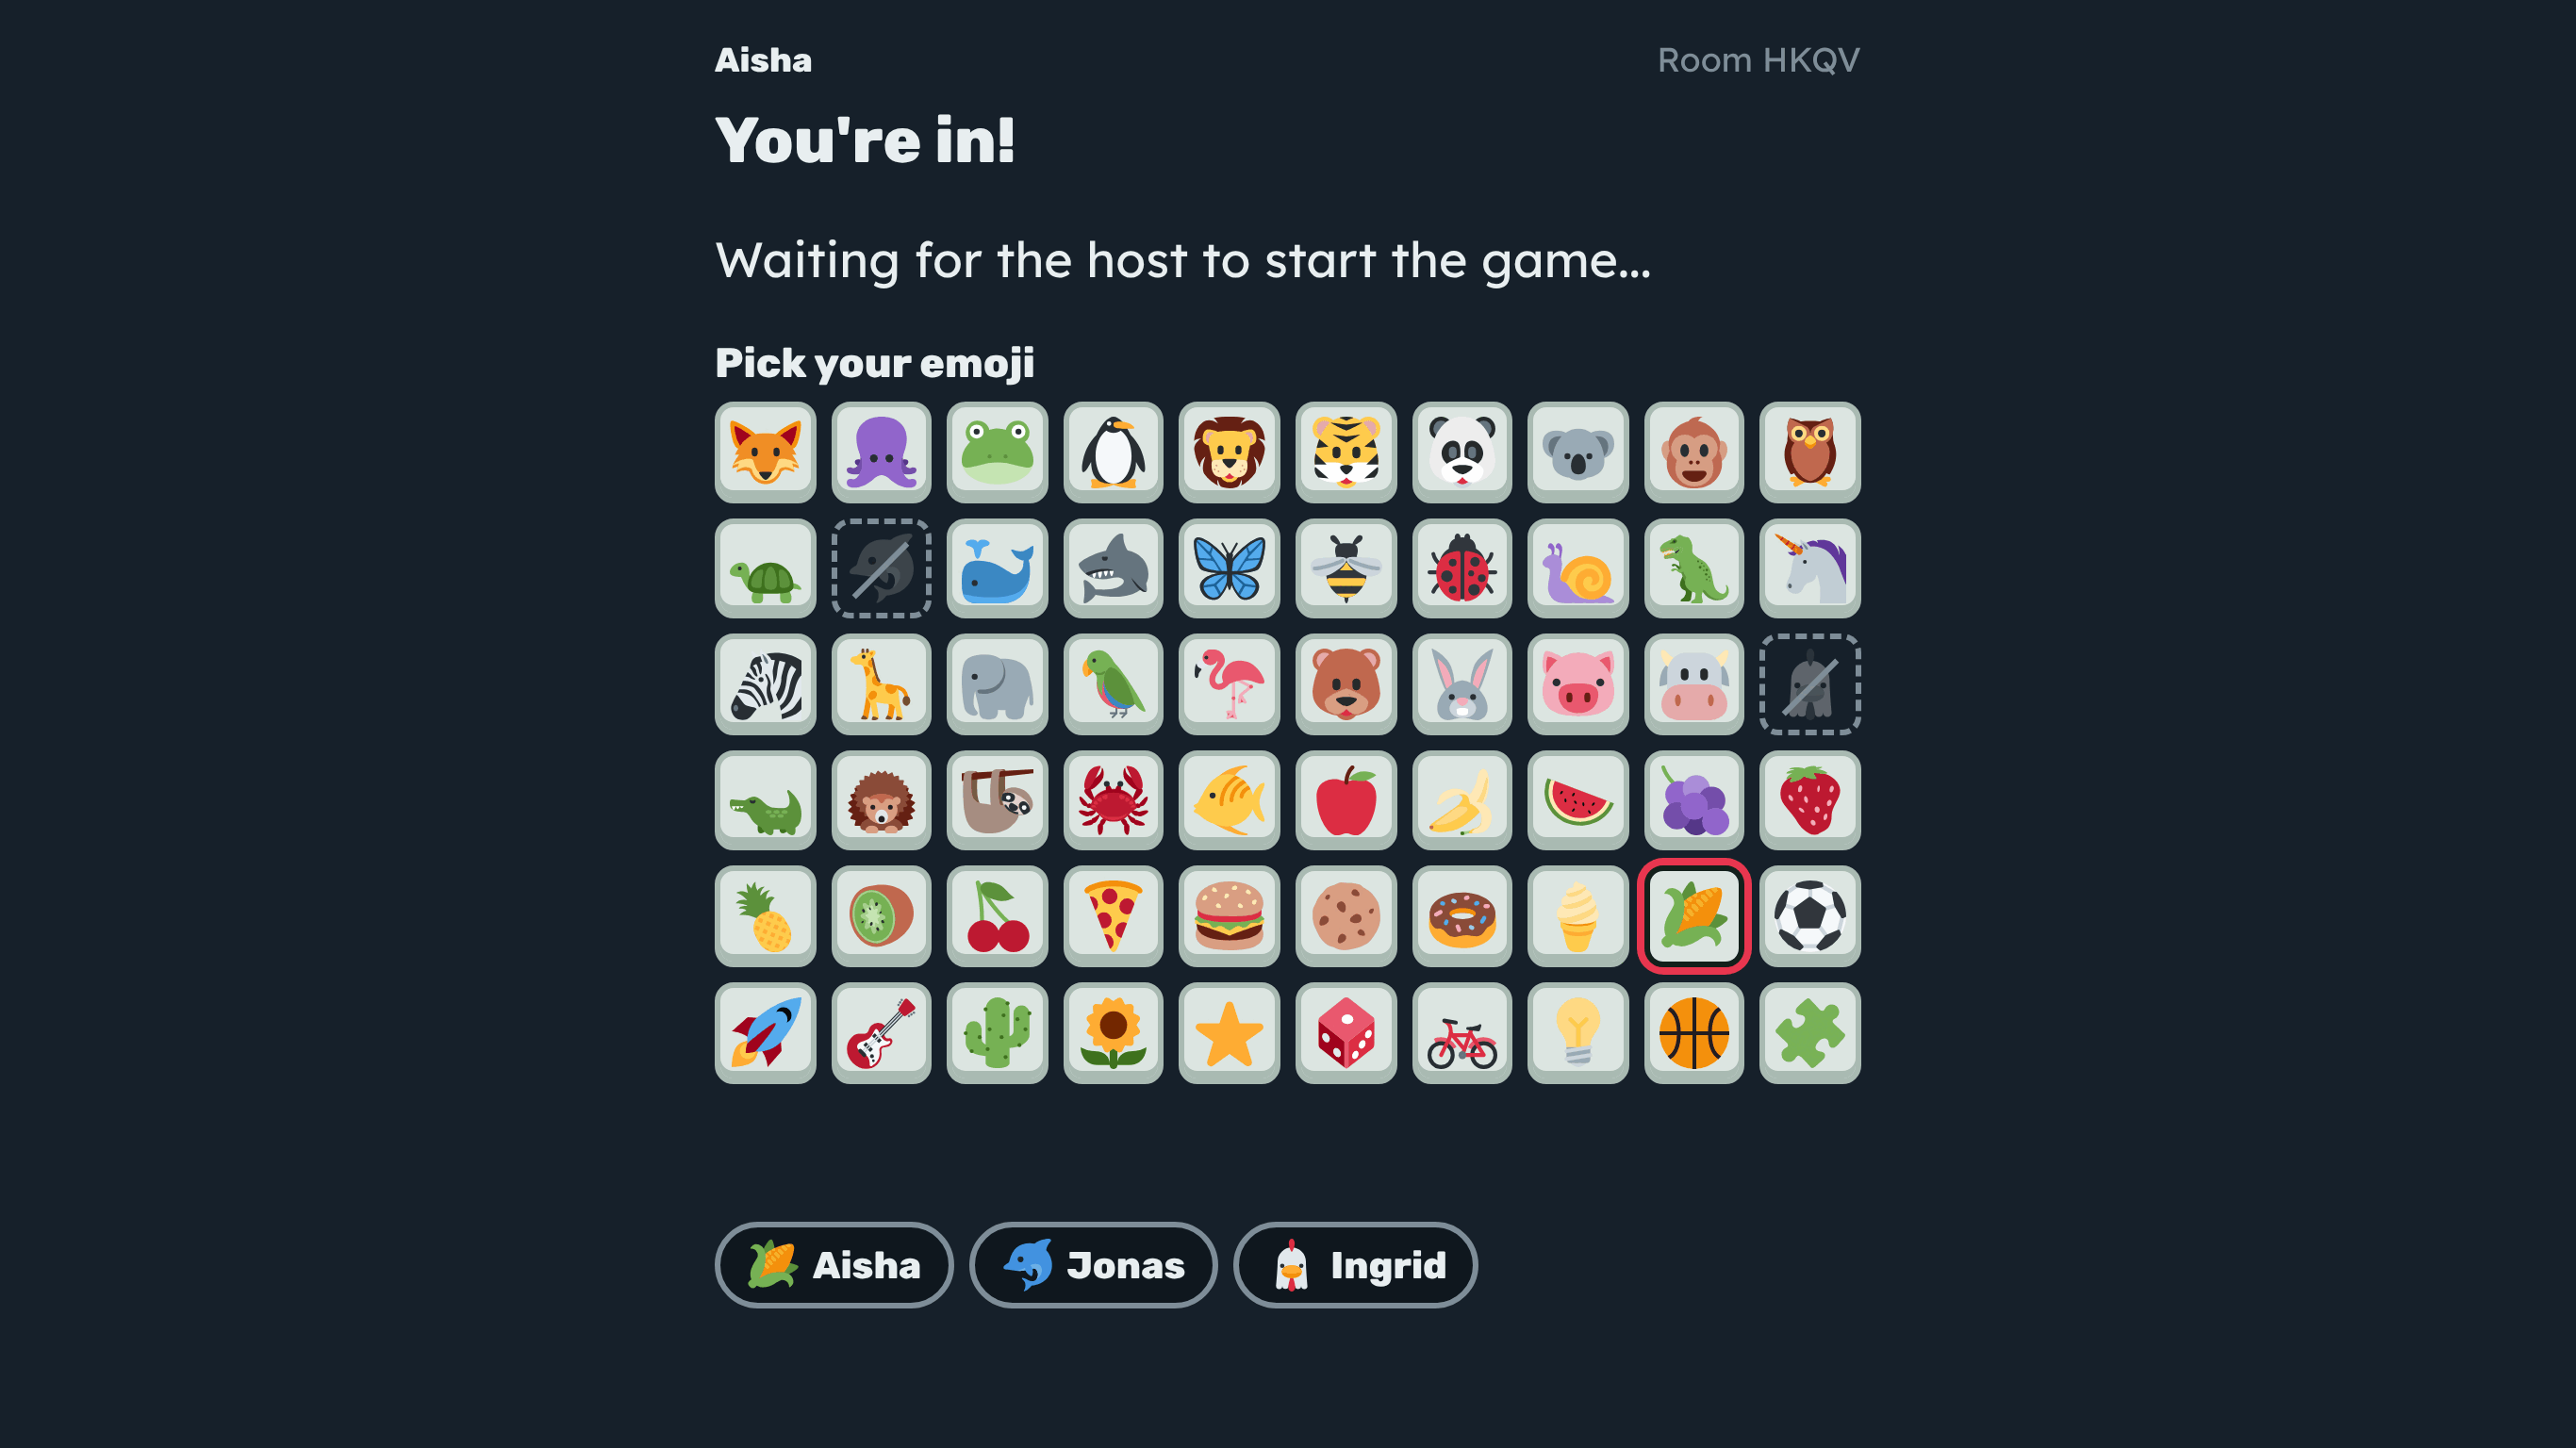 Aisha
Room HKQV
You're in!
Waiting for the host to start the game...
Pick your emoji
Aisha
Jonas
Ingrid